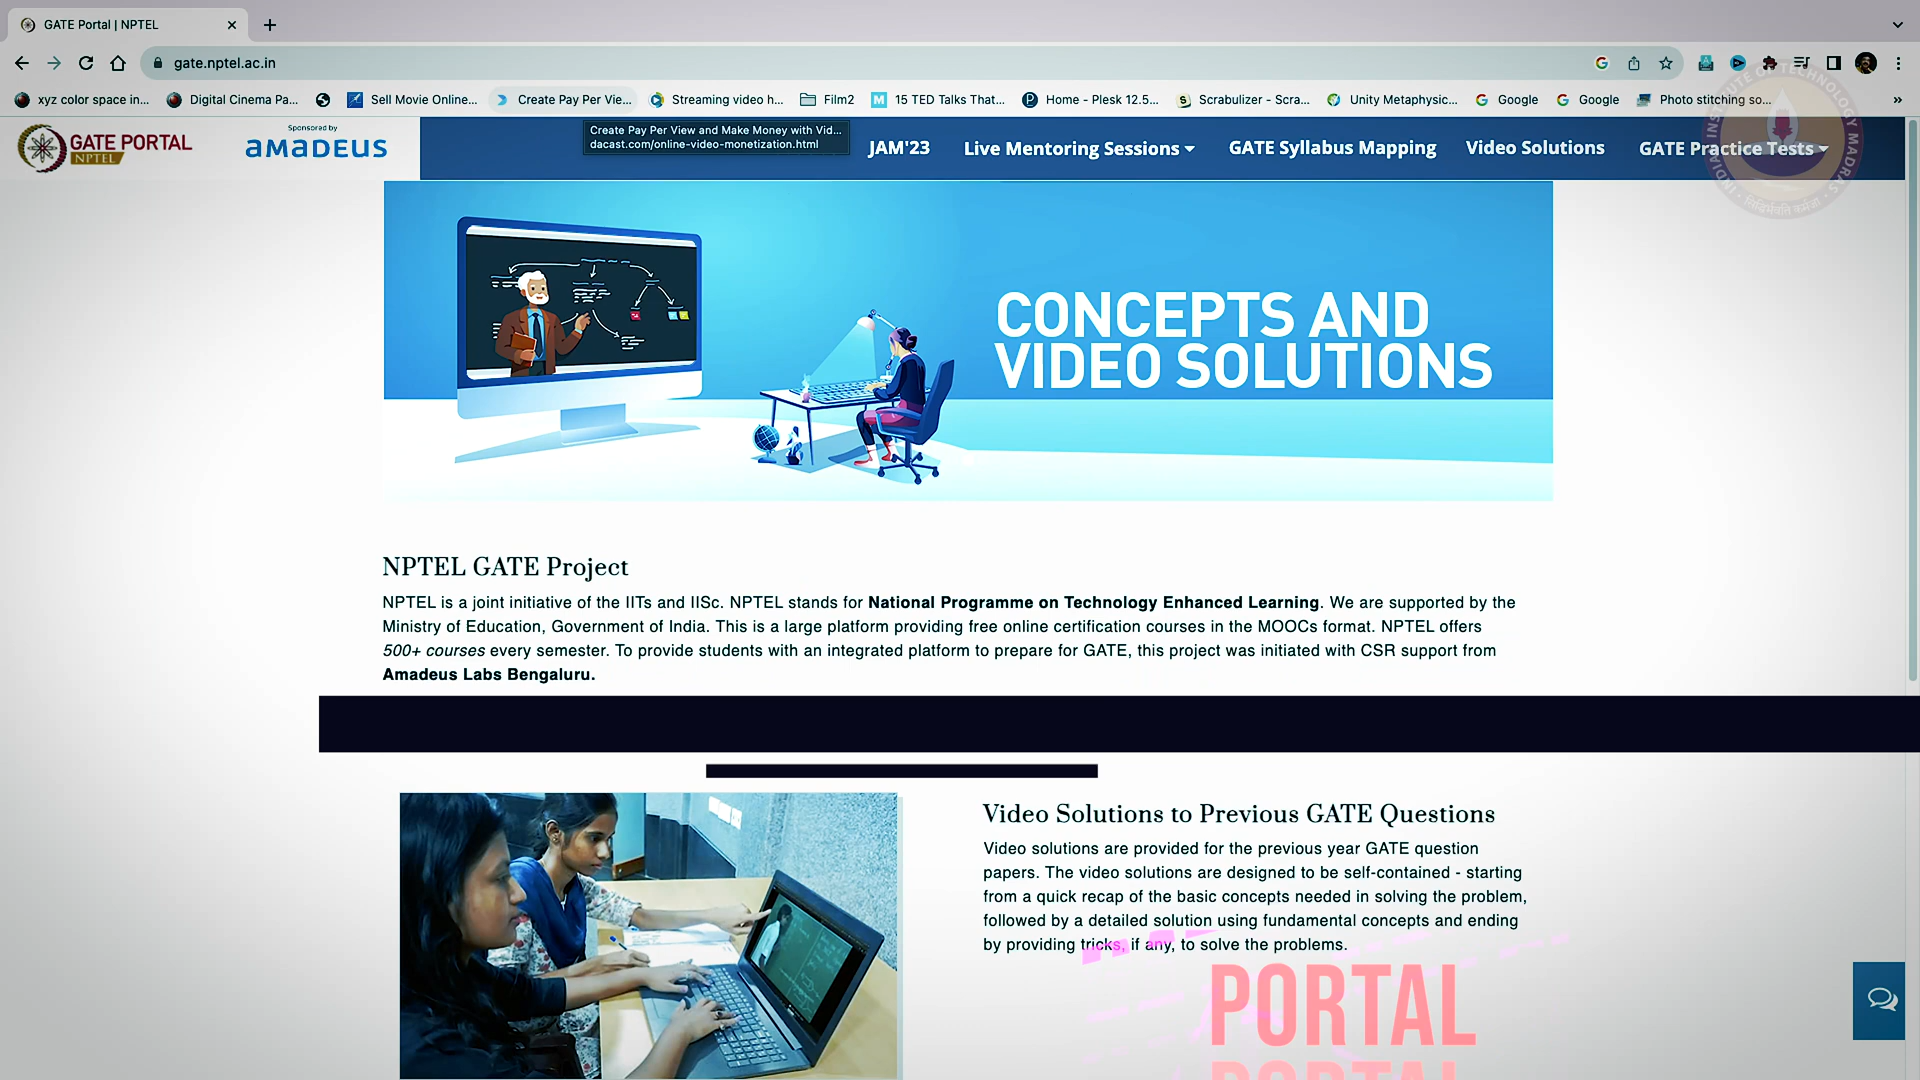 GATE Portal | NPTEL
gate.nptel.ac.in
xyz color space in...
Digital Cinema Pa...
Sell Movie Online...
Create Pay Per Vie...
Streaming video h...
Film2
15 TED Talks That...
Home - Plesk 12.5...
Scrabulizer - Scra...
Unity Metaphysic...
Google
Google
Photo stitching so...
»
GATE PORTAL
NPTEL
Sponsored by
amadeus
Create Pay Per View and Make Money with Vid...
dacast.com/online-video-monetization.html
JAM'23
Live Mentoring Sessions
GATE Syllabus Mapping
Video Solutions
GATE Practice Tests
INDIAN INSTITUTE OF TECHNOLOGY MADRAS
सिद्धिर्भवति कर्मजा
CONCEPTS AND
VIDEO SOLUTIONS
NPTEL GATE Project
NPTEL is a joint initiative of the IITs and IISc. NPTEL stands for National Programme on Technology Enhanced Learning. We are supported by the
Ministry of Education, Government of India. This is a large platform providing free online certification courses in the MOOCs format. NPTEL offers
500+ courses every semester. To provide students with an integrated platform to prepare for GATE, this project was initiated with CSR support from
Amadeus Labs Bengaluru.
Video Solutions to Previous GATE Questions
Video solutions are provided for the previous year GATE question
papers. The video solutions are designed to be self-contained - starting
from a quick recap of the basic concepts needed in solving the problem,
followed by a detailed solution using fundamental concepts and ending
by providing tricks, if any, to solve the problems.
PORTAL
PORTAL